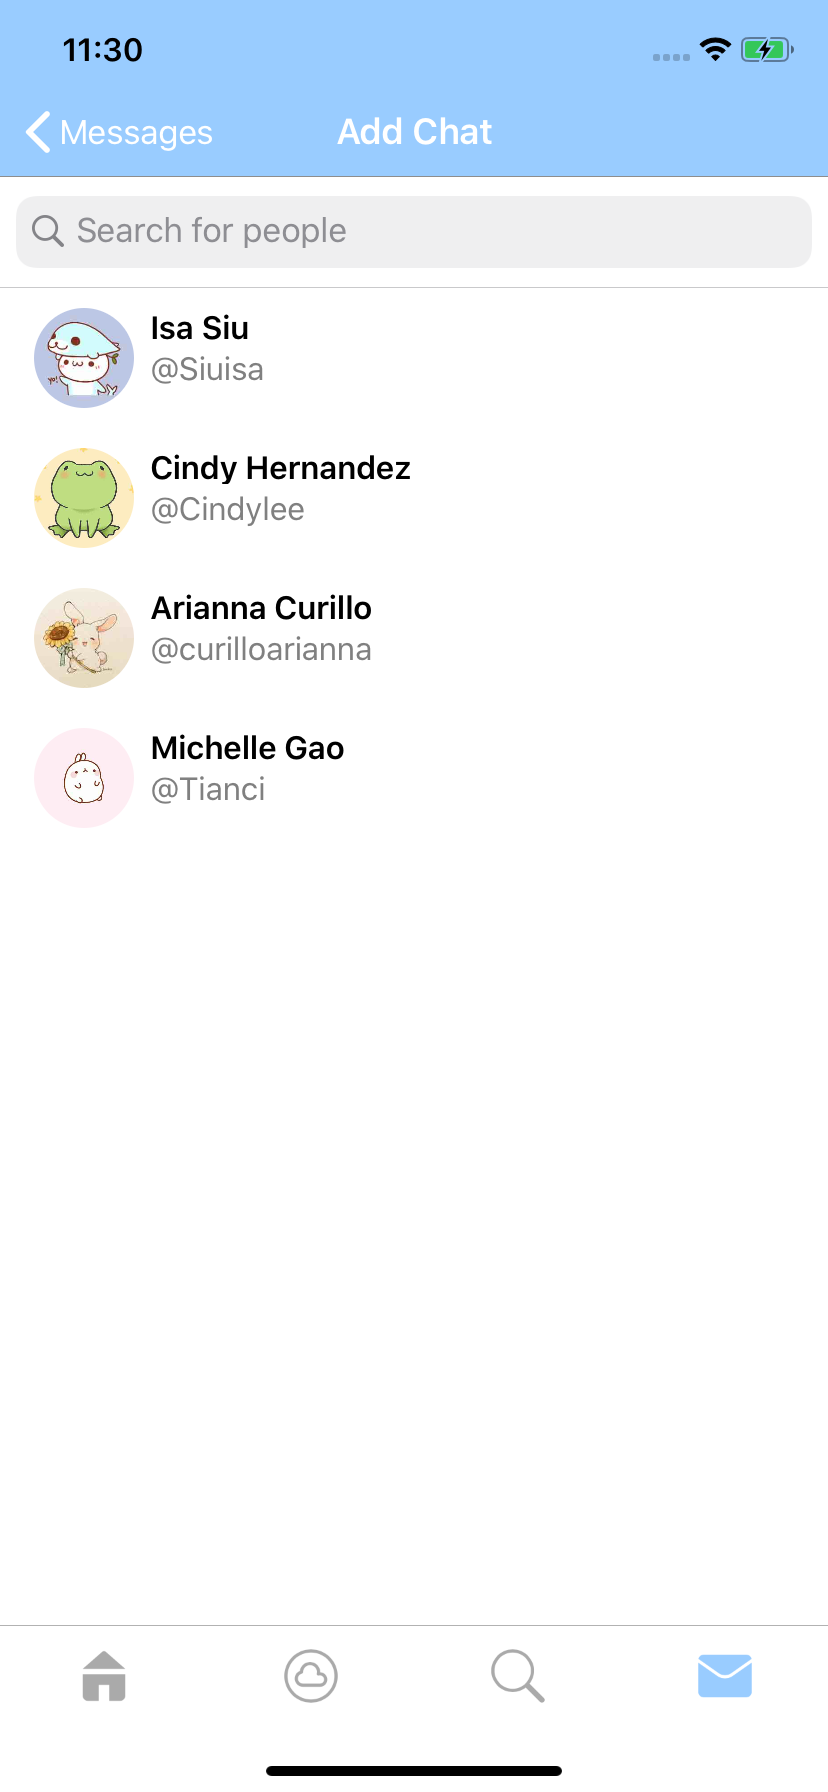 11:30
Messages
Add Chat
Search for people
Isa Siu
@Siuisa
yo!
Cindy Hernandez
@Cindylee
Arianna Curillo
@curilloarianna
Michelle Gao
@Tianci